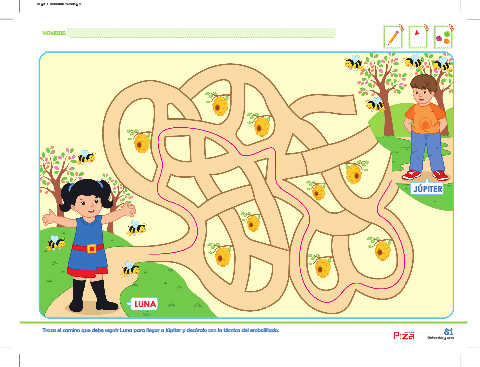 NOMBRE:
JÚPITER
LUNA
Traza el camino que debe seguir Luna para llegar a Júpiter y decóralo con la técnica del embolillado.
Pizá
81